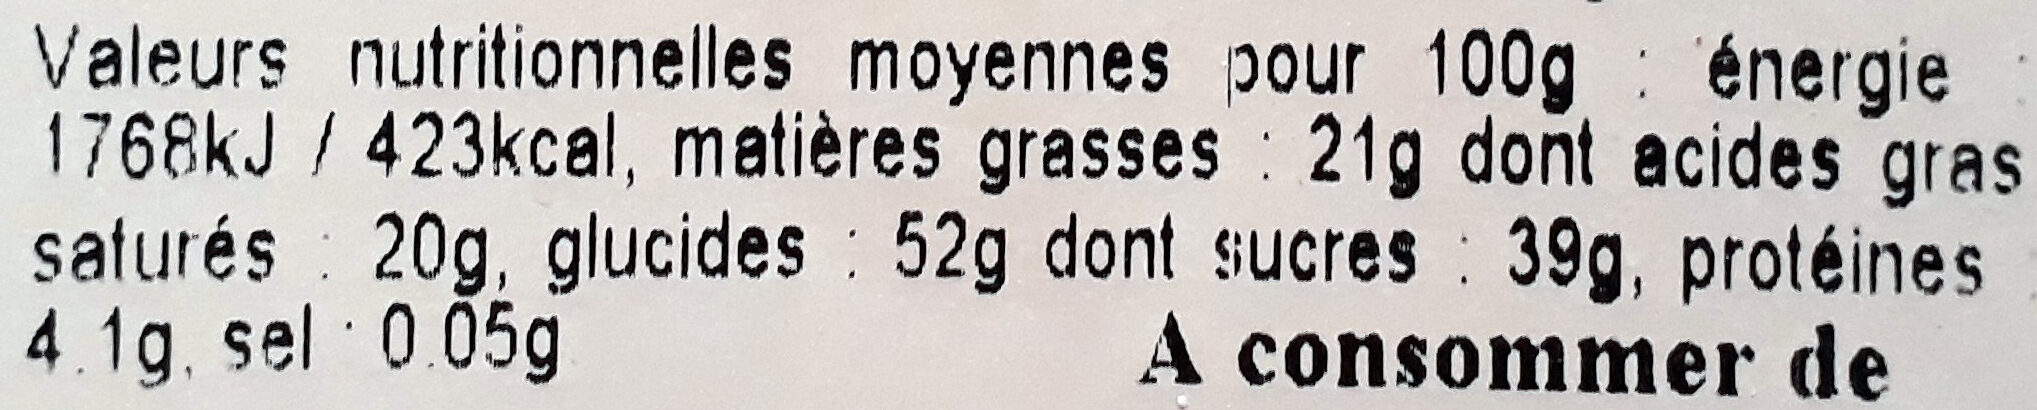 Valeurs nutritionnelles moyennes pour 100g : énergie :
1768kJ / 423kcal, matières grasses : 21g dont acides gras
saturés : 20g, glucides : 52g dont sucres : 39g, protéines :
4.1g, sel : 0.05g
A consommer de